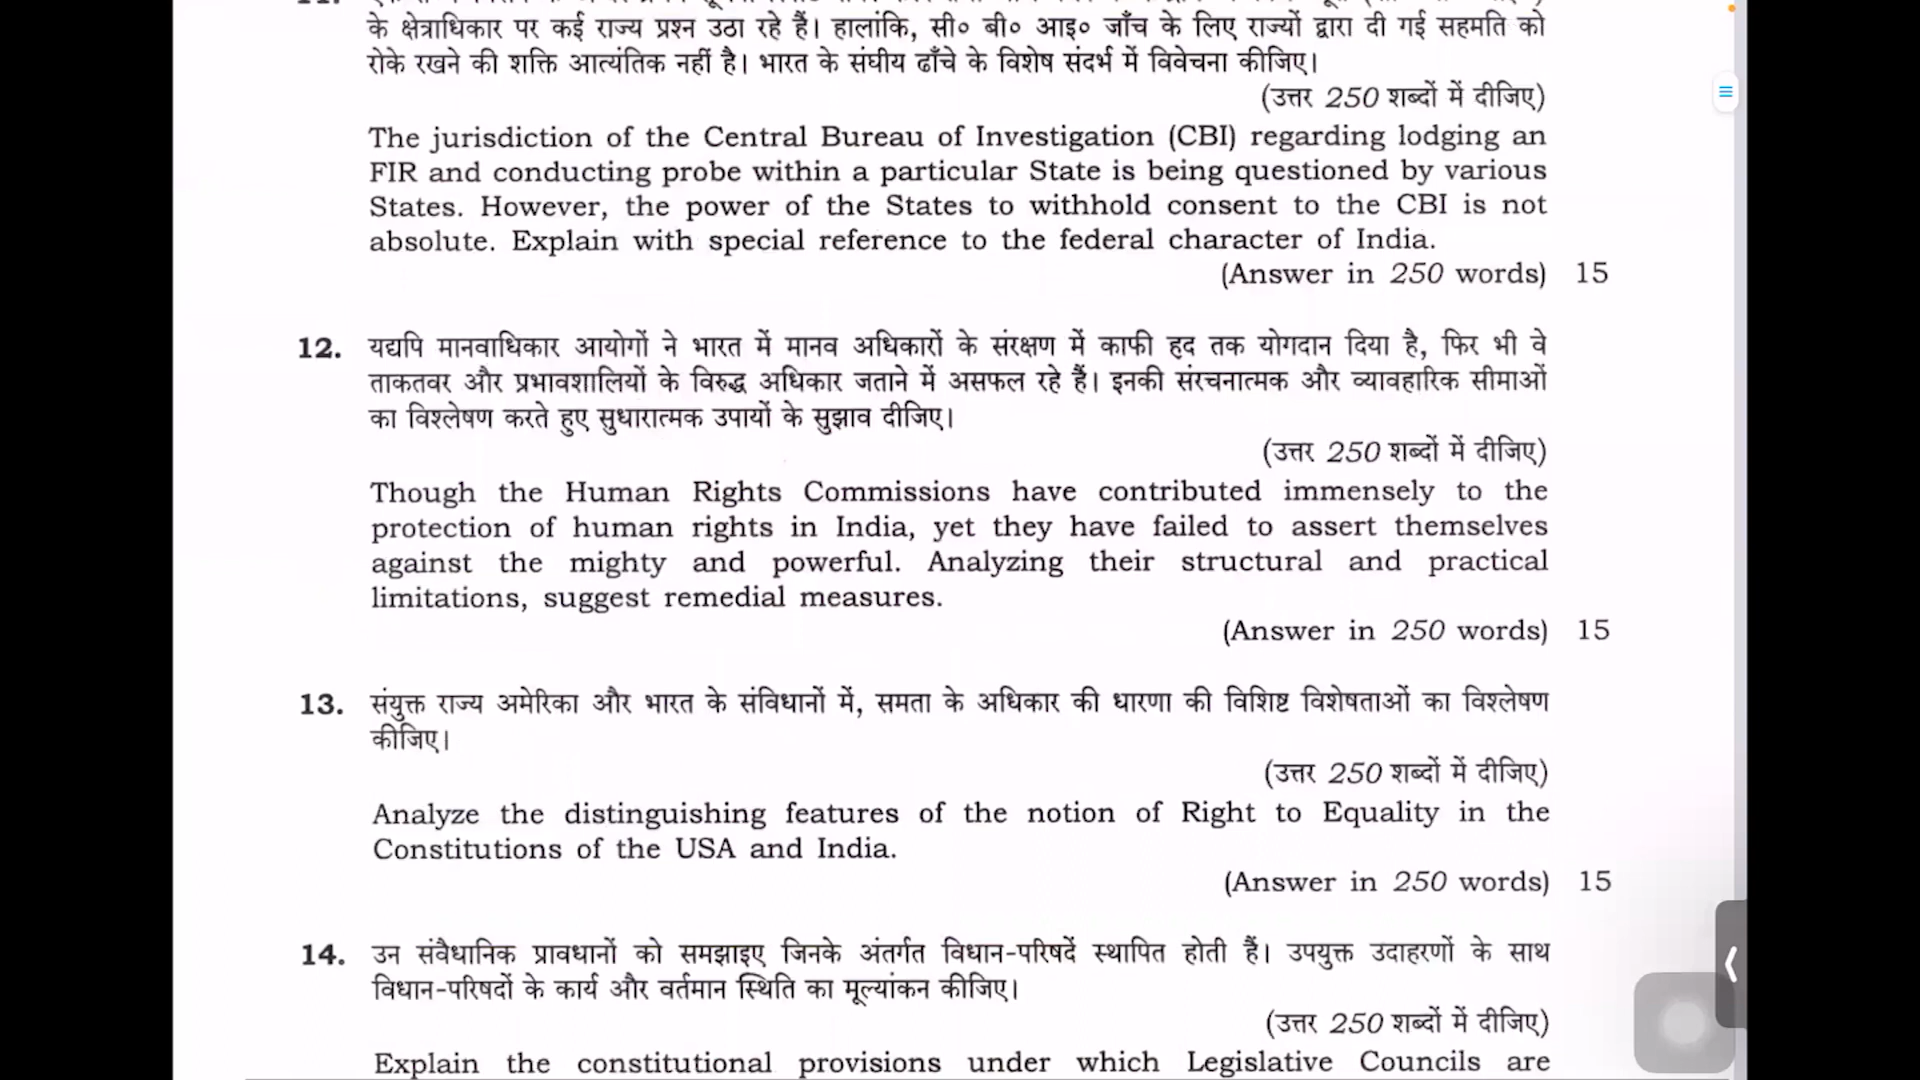 के क्षेत्राधिकार पर कई राज्य प्रश्न उठा रहे हैं। हालांकि, सी० बी० आइ० जाँच के लिए राज्यों द्वारा दी गई सहमति को
रोके रखने की शक्ति आत्यंतिक नहीं है। भारत के संघीय ढाँचे के विशेष संदर्भ में विवेचना कीजिए।
(उत्तर 250 शब्दों में दीजिए)
The jurisdiction of the Central Bureau of Investigation (CBI) regarding lodging an
FIR and conducting probe within a particular State is being questioned by various
States. However, the power of the States to withhold consent to the CBI is not
absolute. Explain with special reference to the federal character of India.
(Answer in 250 words) 15
12. यद्यपि मानवाधिकार आयोगों ने भारत में मानव अधिकारों के संरक्षण में काफी हद तक योगदान दिया है, फिर भी वे
ताकतवर और प्रभावशालियों के विरुद्ध अधिकार जताने में असफल रहे हैं। इनकी संरचनात्मक और व्यावहारिक सीमाओं
का विश्लेषण करते हुए सुधारात्मक उपायों के सुझाव दीजिए।
(उत्तर 250 शब्दों में दीजिए)
Though the Human Rights Commissions have contributed immensely to the
protection of human rights in India, yet they have failed to assert themselves
against the mighty and powerful. Analyzing their structural and practical
limitations, suggest remedial measures.
(Answer in 250 words) 15
13. संयुक्त राज्य अमेरिका और भारत के संविधानों में, समता के अधिकार की धारणा की विशिष्ट विशेषताओं का विश्लेषण
कीजिए।
(उत्तर 250 शब्दों में दीजिए)
Analyze the distinguishing features of the notion of Right to Equality in the
Constitutions of the USA and India.
(Answer in 250 words) 15
14. उन संवैधानिक प्रावधानों को समझाइए जिनके अंतर्गत विधान-परिषदें स्थापित होती हैं। उपयुक्त उदाहरणों के साथ
विधान-परिषदों के कार्य और वर्तमान स्थिति का मूल्यांकन कीजिए।
(उत्तर 250 शब्दों में दीजिए)
Explain the constitutional provisions under which Legislative Councils are